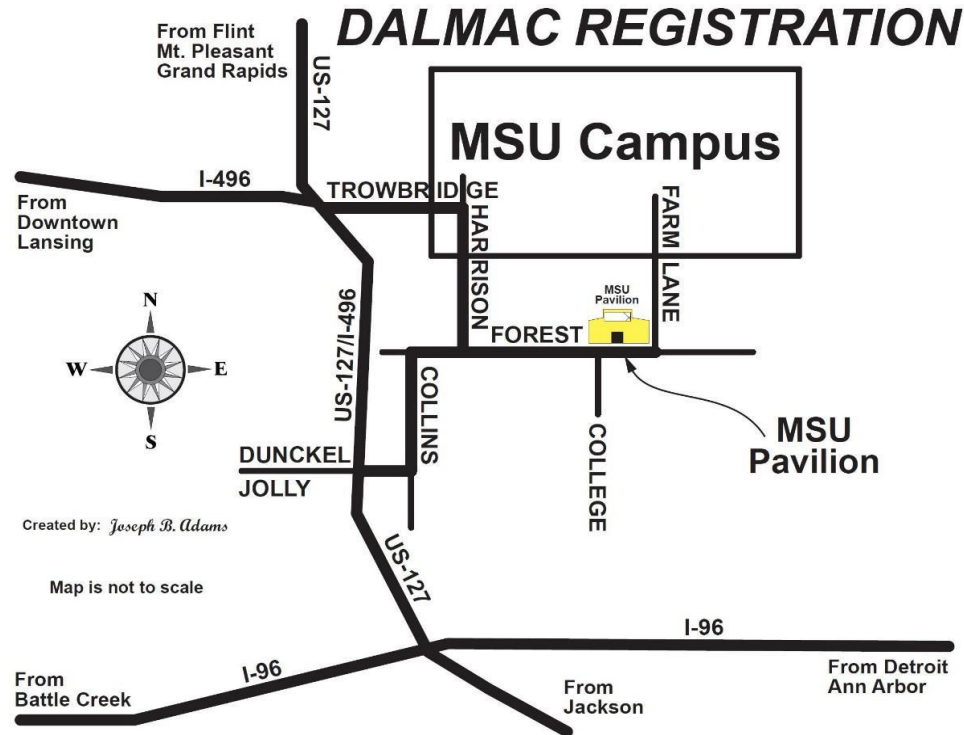 DALMAC REGISTRATION
From Flint
Mt. Pleasant
Grand Rapids
US-127
MSU Campus
I-496
TROWBRIDGE
From
Downtown
Lansing
HARRISON
FARM LANE
MSU
Pavilion
FOREST
N
W
E
S
US-127/I-496
COLLINS
COLLEGE
MSU
Pavilion
DUNCKEL
JOLLY
Created by: Joseph B. Adams
US-127
Map is not to scale
I-96
I-96
From
Battle Creek
From
Jackson
From Detroit
Ann Arbor